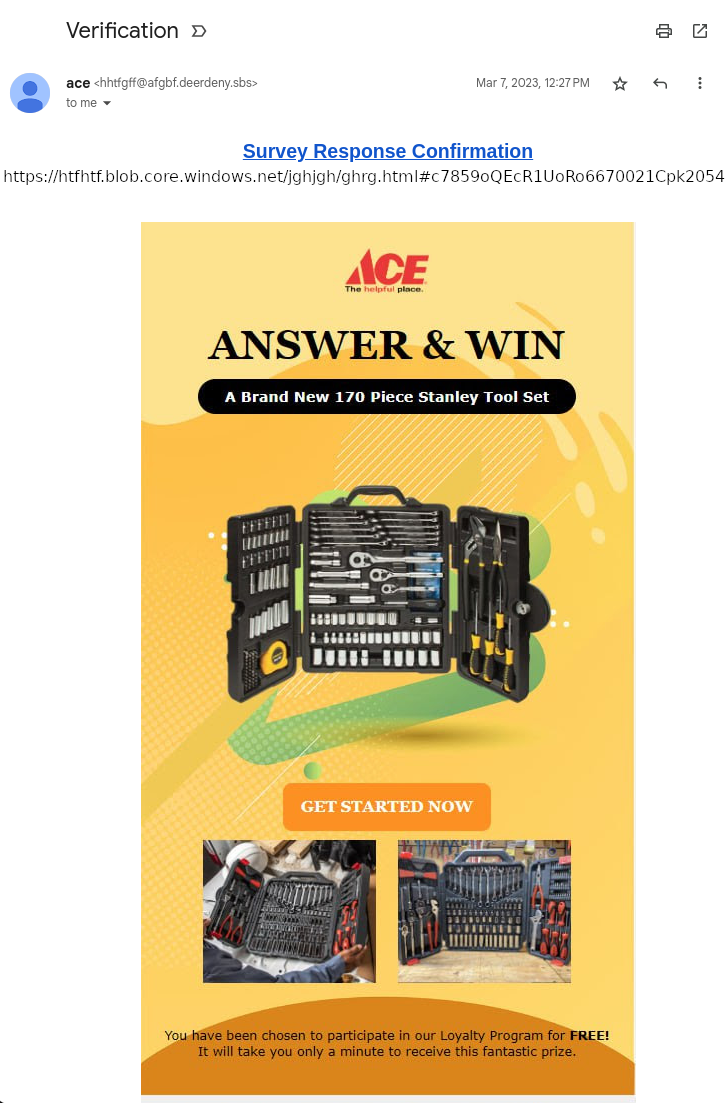 Verification
ace <hhtfgff@afgbf.deerdeny.sbs>
Mar 7, 2023, 12:27 PM
to me
Survey Response Confirmation
https://htfhtf.blob.core.windows.net/jghjgh/ghrg.html#c7859oQEcR1UoRo6670021Cpk2054
ACE
The helpful place.
ANSWER & WIN
A Brand New 170 Piece Stanley Tool Set
GET STARTED NOW
You have been chosen to participate in our Loyalty Program for FREE!
It will take you only a minute to receive this fantastic prize.